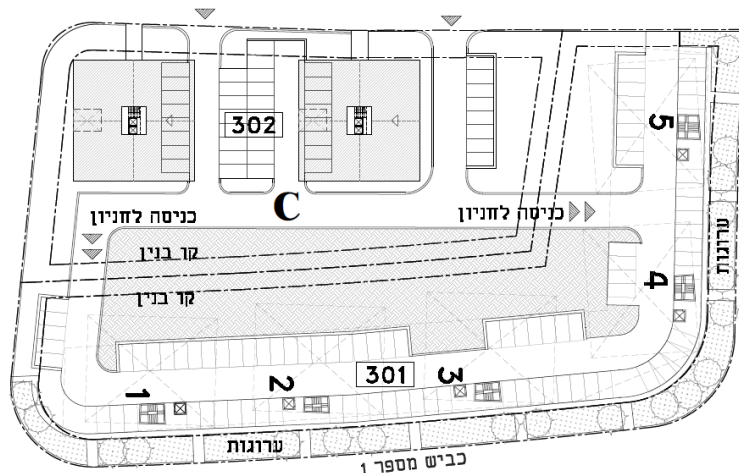 302
5
C
כניסה לחניון
כניסה לחניון
קו בנין
ערוגות
4
קו בנין
301
1
2
3
ערוגות
כביש מספר 1